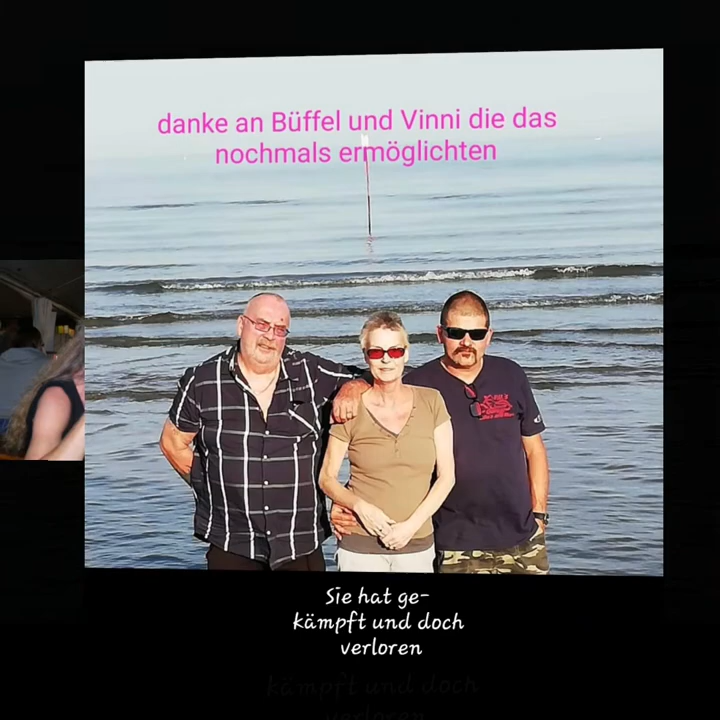 danke an Büffel und Vinni die das
nochmals ermöglichten
Sie hat ge-
kämpft und doch
verloren